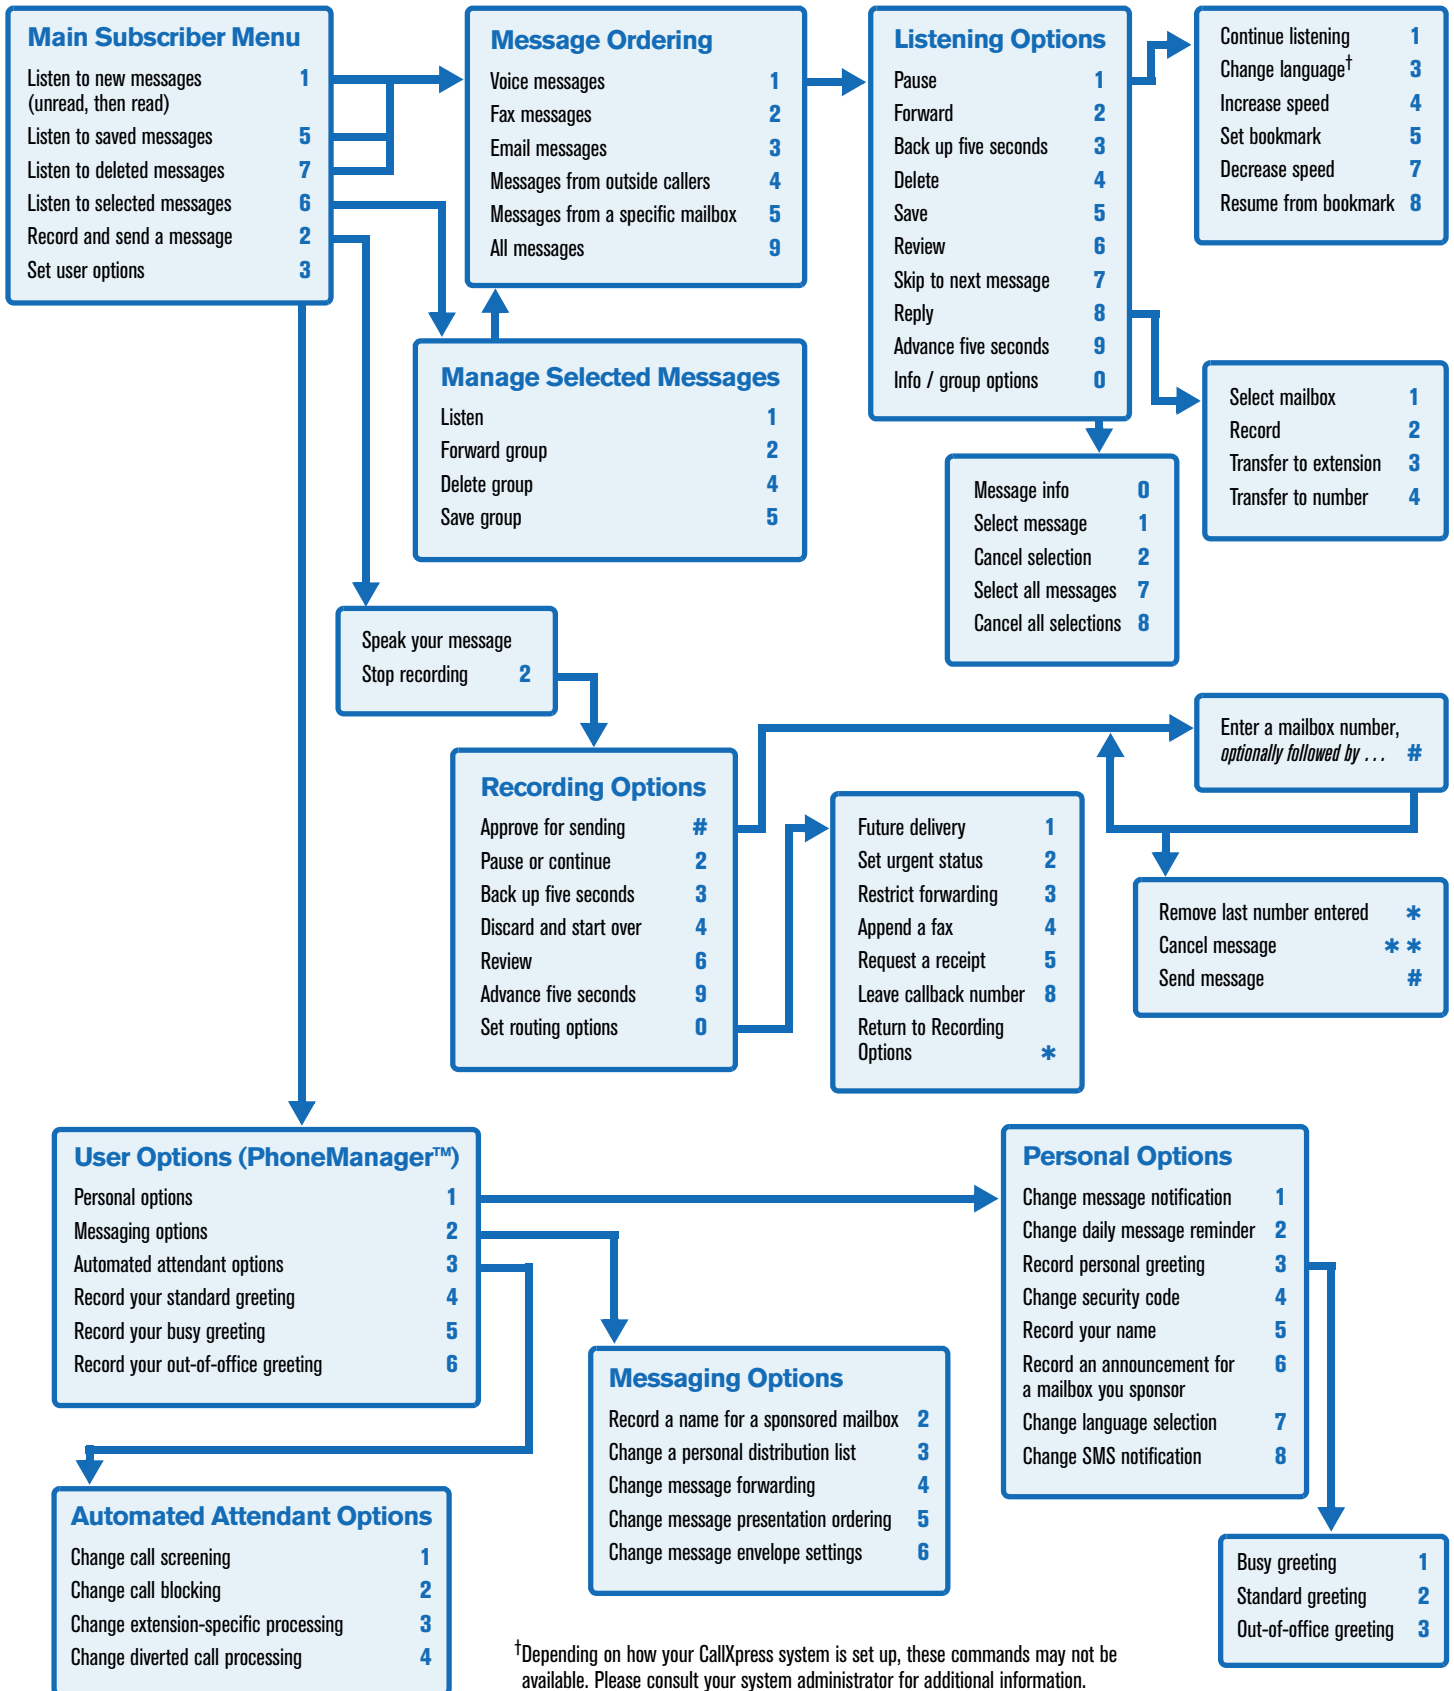 Main Subscriber Menu
Listen to new messages 1
(unread, then read)
Listen to saved messages 5
Listen to deleted messages 7
Listen to selected messages 6
Record and send a message 2
Set user options 3
Message Ordering
Voice messages 1
Fax messages 2
Email messages 3
Messages from outside callers 4
Messages from a specific mailbox 5
All messages 9
Listening Options
Pause 1
Forward 2
Back up five seconds 3
Delete 4
Save 5
Review 6
Skip to next message 7
Reply 8
Advance five seconds 9
Info / group options 0
Continue listening 1
Change language† 3
Increase speed 4
Set bookmark 5
Decrease speed 7
Resume from bookmark 8
Manage Selected Messages
Listen 1
Forward group 2
Delete group 4
Save group 5
Select mailbox 1
Record 2
Transfer to extension 3
Transfer to number 4
Message info 0
Select message 1
Cancel selection 2
Select all messages 7
Cancel all selections 8
Speak your message
Stop recording 2
Recording Options
Approve for sending #
Pause or continue 2
Back up five seconds 3
Discard and start over 4
Review 6
Advance five seconds 9
Set routing options 0
Future delivery 1
Set urgent status 2
Restrict forwarding 3
Append a fax 4
Request a receipt 5
Leave callback number 8
Return to Recording
Options *
Enter a mailbox number,
optionally followed by . . . #
Remove last number entered *
Cancel message * *
Send message #
User Options (PhoneManager™)
Personal options 1
Messaging options 2
Automated attendant options 3
Record your standard greeting 4
Record your busy greeting 5
Record your out-of-office greeting 6
Personal Options
Change message notification 1
Change daily message reminder 2
Record personal greeting 3
Change security code 4
Record your name 5
Record an announcement for 6
a mailbox you sponsor
Change language selection 7
Change SMS notification 8
Messaging Options
Record a name for a sponsored mailbox 2
Change a personal distribution list 3
Change message forwarding 4
Change message presentation ordering 5
Change message envelope settings 6
Automated Attendant Options
Change call screening 1
Change call blocking 2
Change extension-specific processing 3
Change diverted call processing 4
Busy greeting 1
Standard greeting 2
Out-of-office greeting 3
†Depending on how your CallXpress system is set up, these commands may not be
available. Please consult your system administrator for additional information.